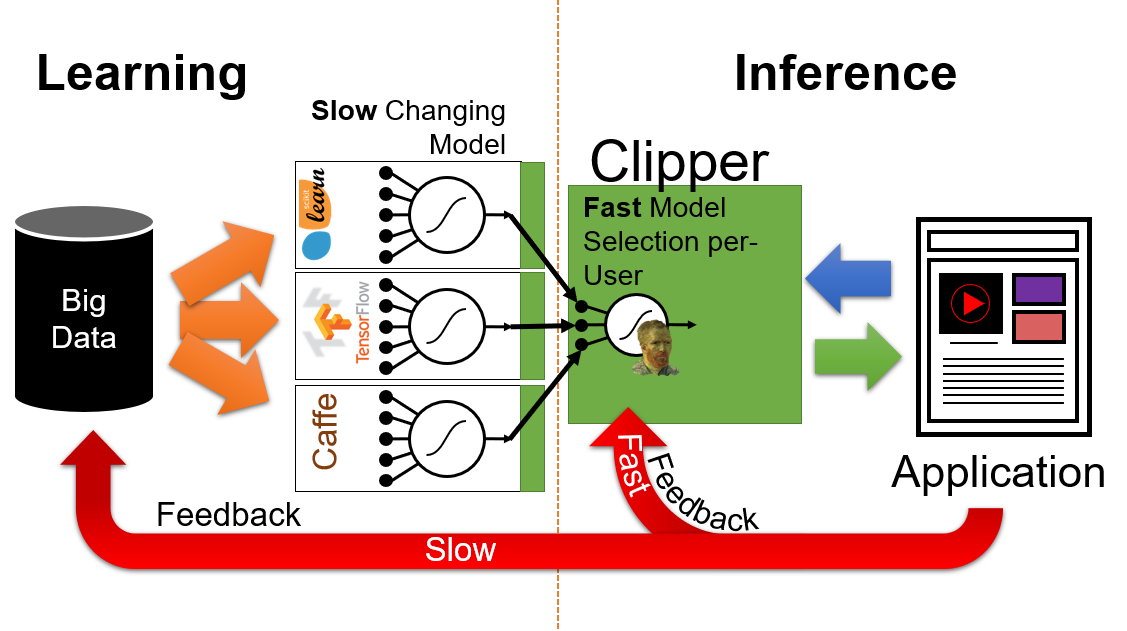 Learning
Inference
Slow Changing
Model
Clipper
Fast Model
Selection per-
User
scikit
learn
TensorFlow
Caffe
Big
Data
Application
Fast
Feedback
Feedback
Slow